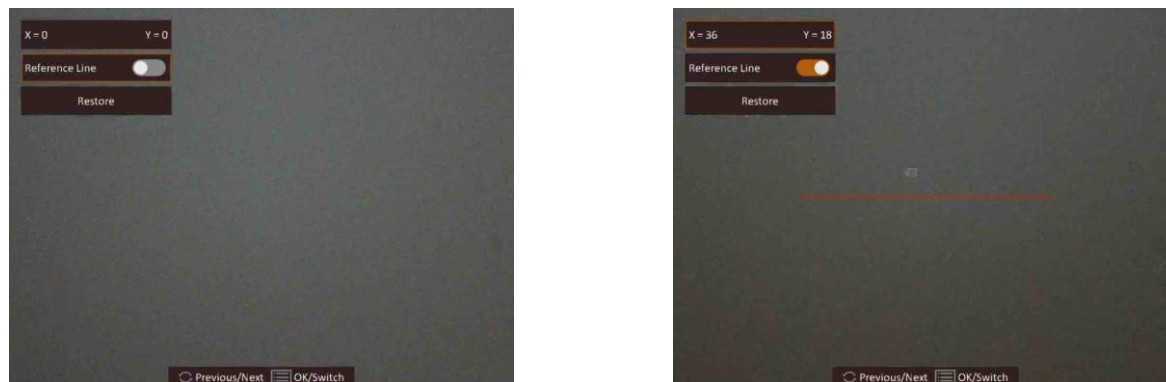 X = 0 Y = 0
Reference Line
Restore
Previous/Next OK/Switch
X = 36 Y = 18
Reference Line
Restore
Previous/Next OK/Switch